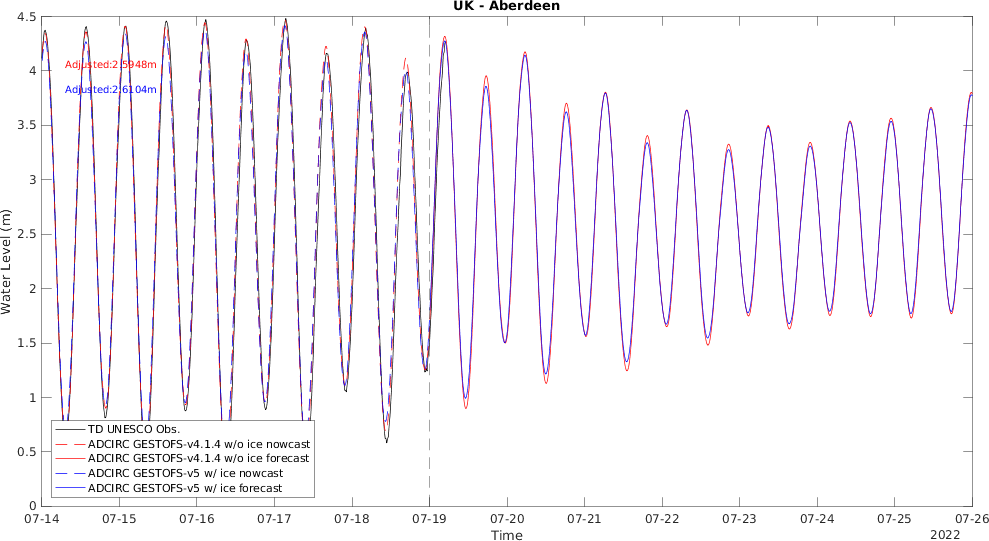 UK - Aberdeen
4.5
4
3.5
3
2.5
2
1.5
1
0.5
0
Water Level (m)
Adjusted:2.5948m
Adjusted:2.6104m
TD UNESCO Obs.
ADCIRC GESTOFS-v4.1.4 w/o ice nowcast
ADCIRC GESTOFS-v4.1.4 w/o ice forecast
ADCIRC GESTOFS-v5 w/ ice nowcast
ADCIRC GESTOFS-v5 w/ ice forecast
07-14 07-15 07-16 07-17 07-18 07-19 07-20 07-21 07-22 07-23 07-24 07-25 07-26
Time
2022